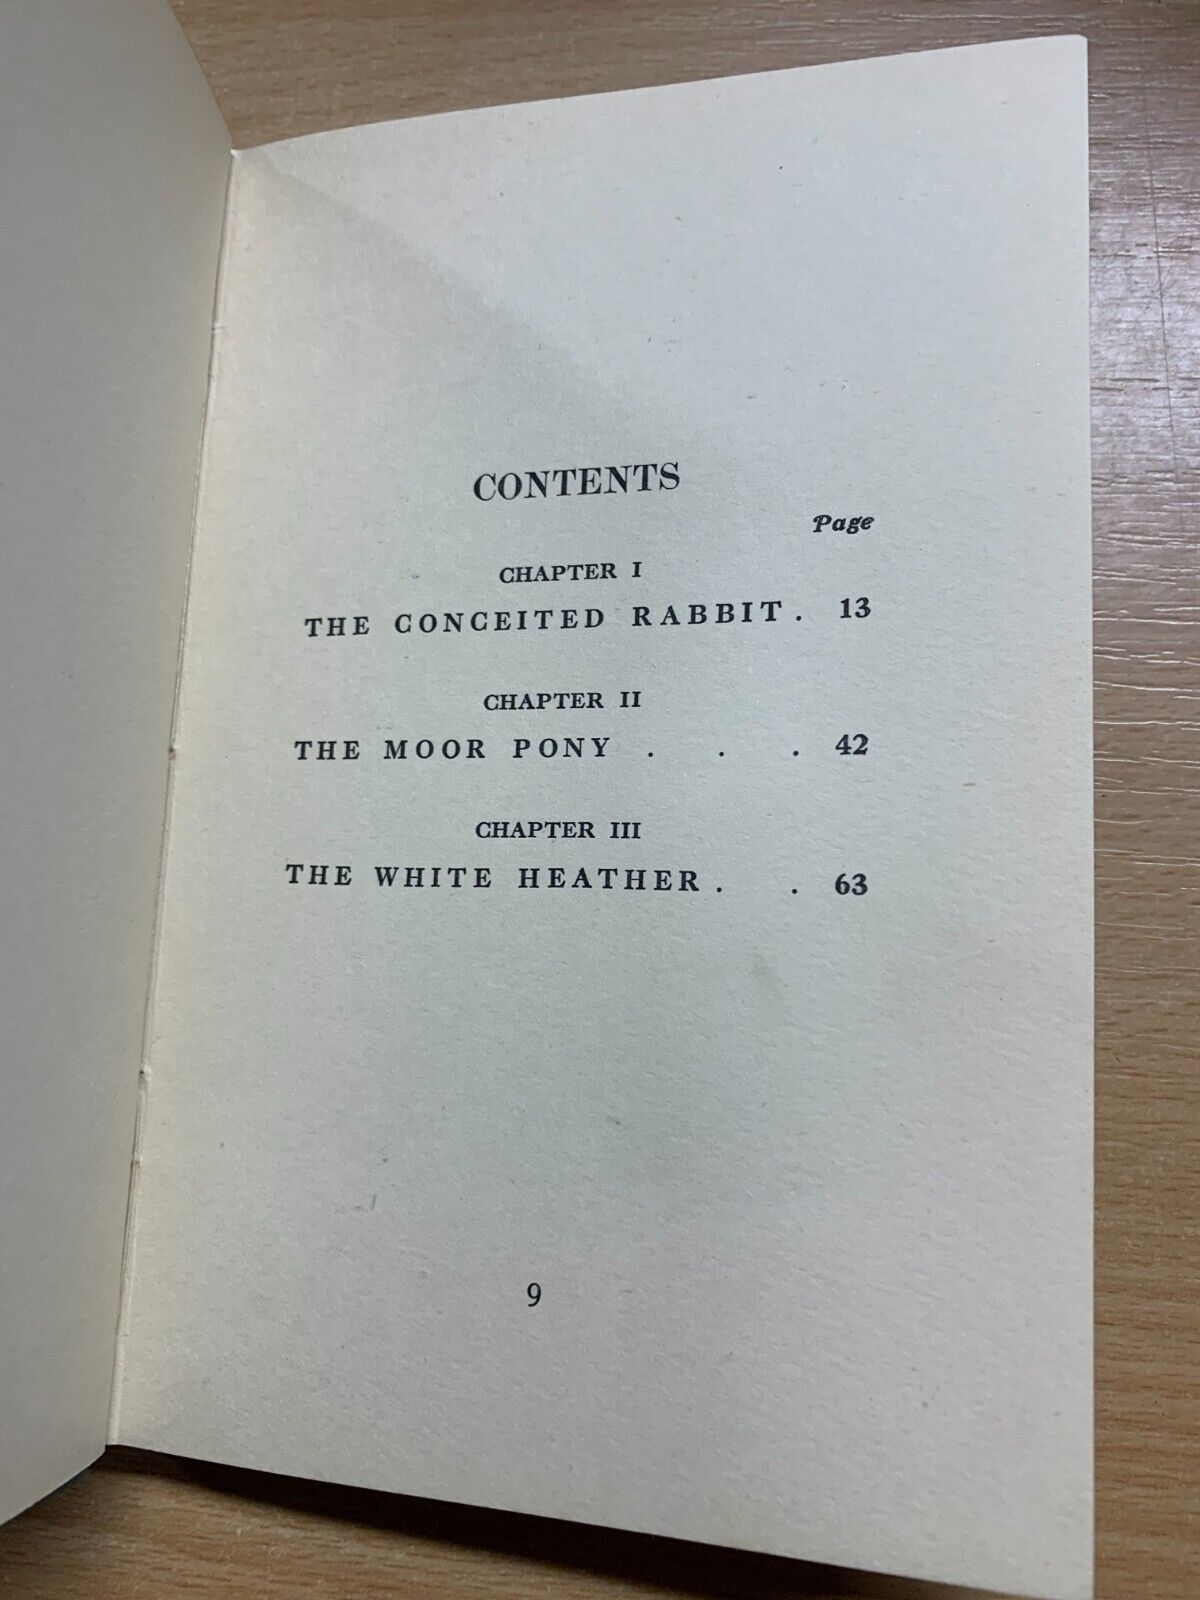 CONTENTS
Page
CHAPTER I
THE CONCEITED RABBIT . 13
CHAPTER II
THE MOOR PONY . . . 42
CHAPTER III
THE WHITE HEATHER . . 63
9